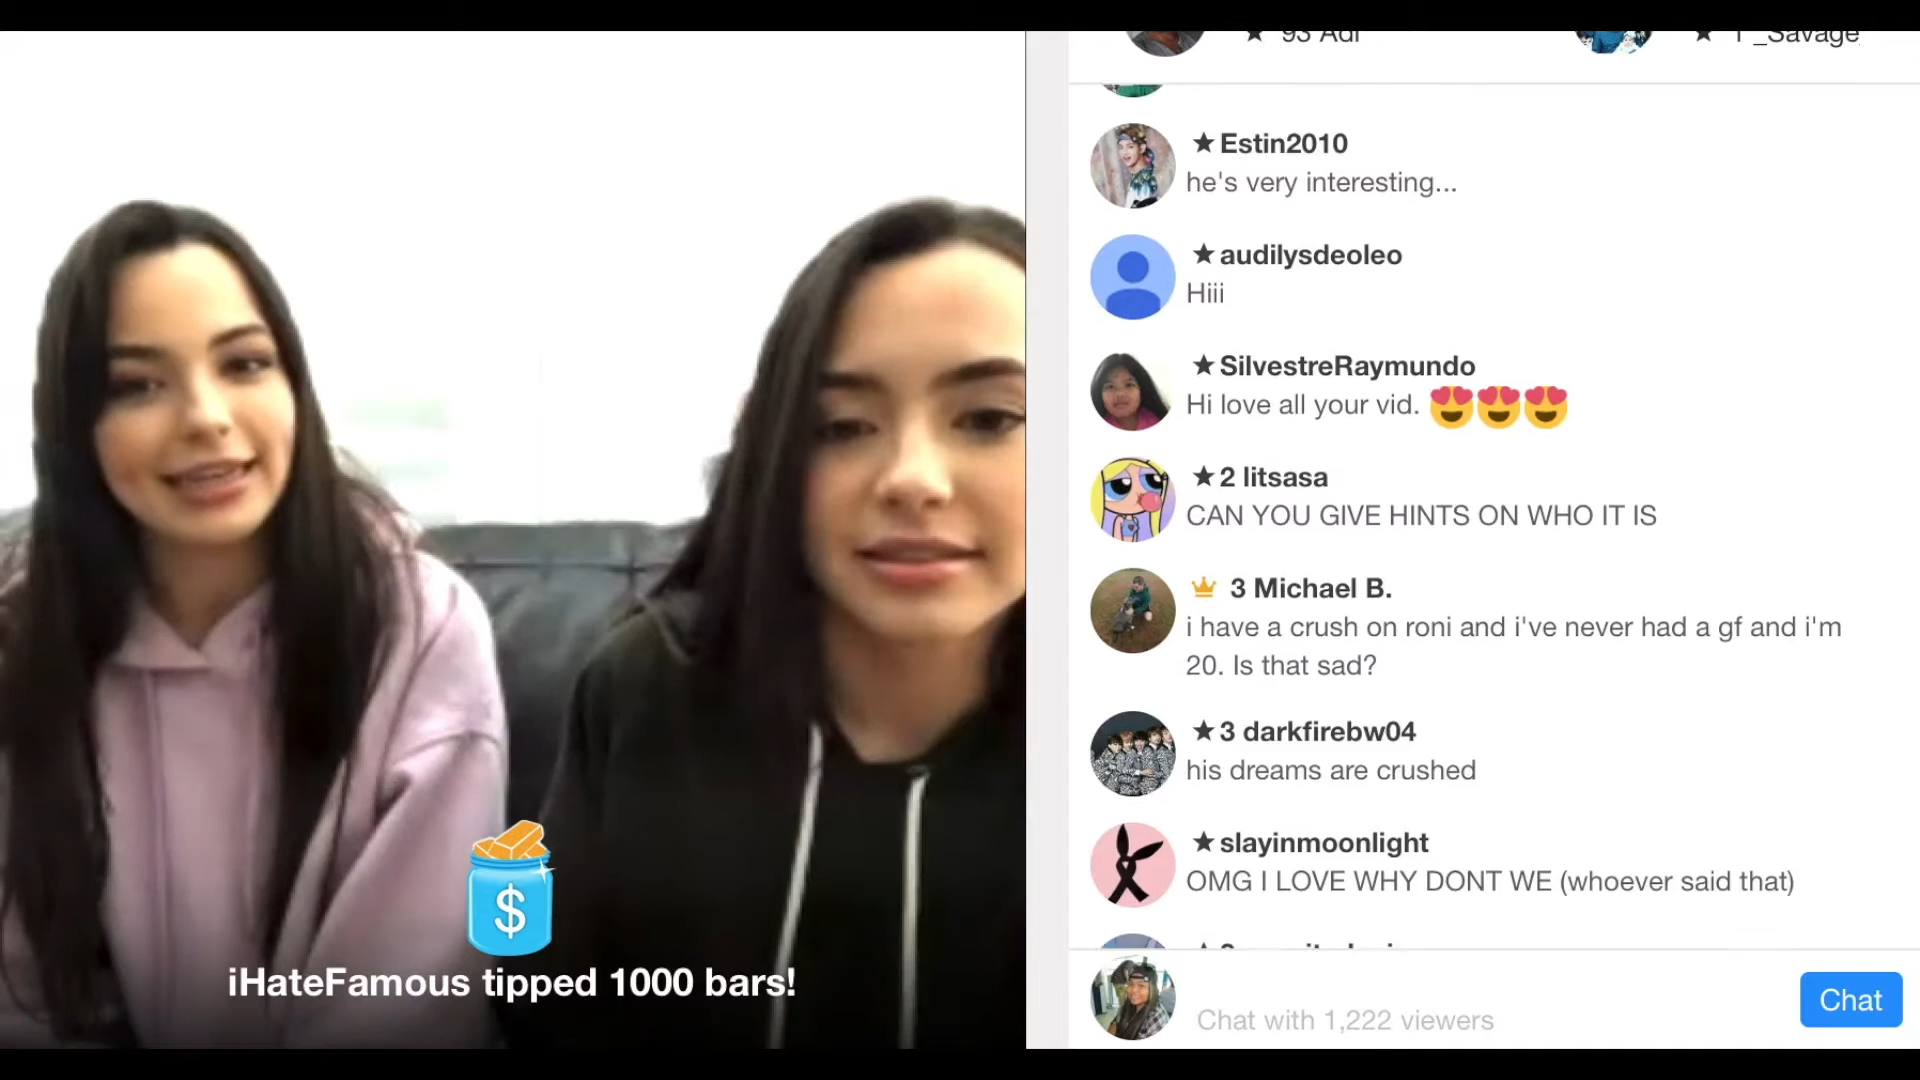 93 Adi
_Savage
Estin2010
he's very interesting...
audilysdeoleo
Hiii
SilvestreRaymundo
Hi love all your vid.
2 litsasa
CAN YOU GIVE HINTS ON WHO IT IS
3 Michael B.
i have a crush on roni and i've never had a gf and i'm
20. Is that sad?
3 darkfirebw04
his dreams are crushed
slayinmoonlight
OMG I LOVE WHY DONT WE (whoever said that)
$
iHateFamous tipped 1000 bars!
Chat with 1,222 viewers
Chat